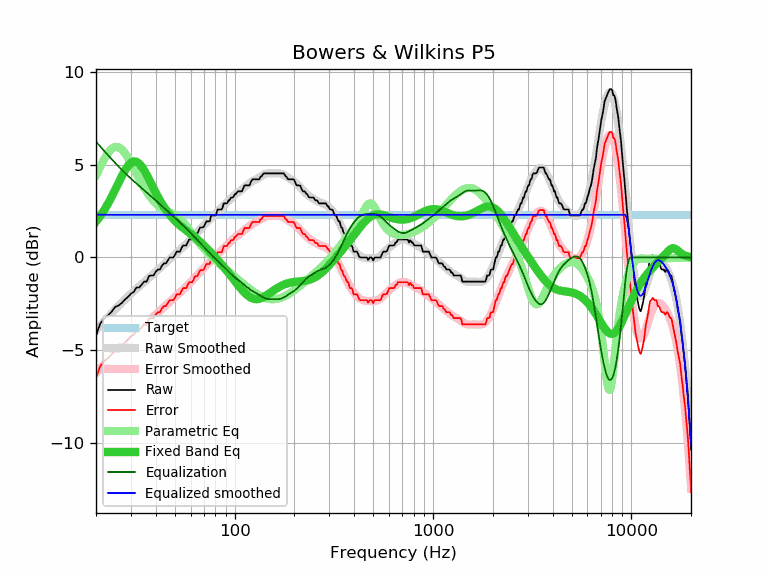 Bowers & Wilkins P5
10
5
0
−5
−10
Amplitude (dBr)
Target
Raw Smoothed
Error Smoothed
Raw
Error
Parametric Eq
Fixed Band Eq
Equalization
Equalized smoothed
100
1000
10000
Frequency (Hz)